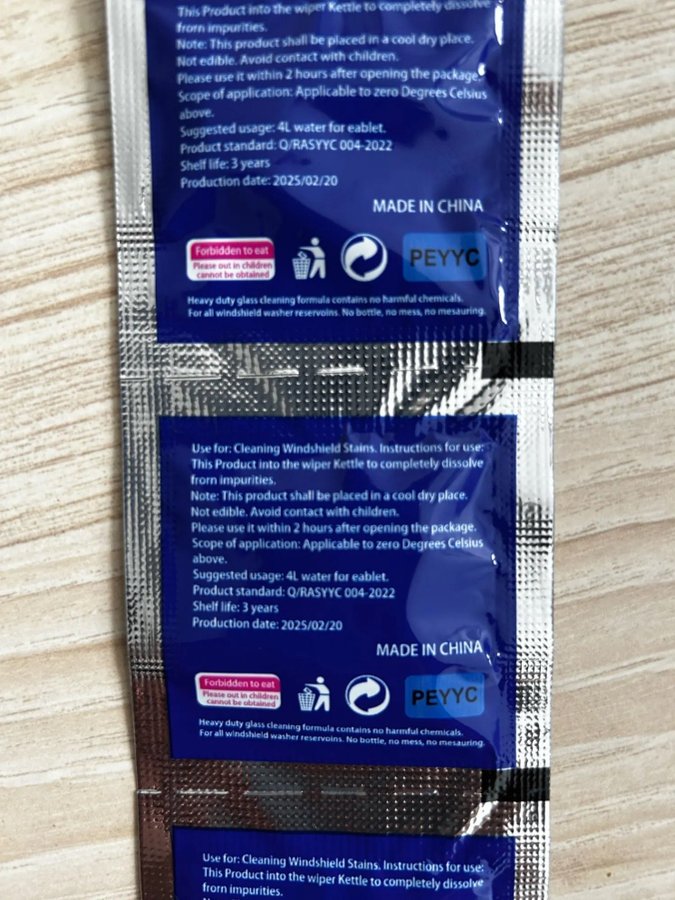 This Product into the wiper Kettle to completely dissolve
frorn impurities.
Note: This product shall be placed in a cool dry place.
Not edible. Avoid contact with children.
Please use it within 2 hours after opening the package.
Scope of application: Applicable to zero Degrees Celsius
above.
Suggested usage: 4L water for eablet.
Product standard: Q/RASYYC 004-2022
Shelf life: 3 years
Production date: 2025/02/20
MADE IN CHINA
Forbidden to eat
Please out in children
cannot be obtained
PEYYC
Heavy duty glass cleaning formula contains no harmful chemicals.
For all windshield washer reservoins. No bottle, no mess, no mesauring.
Use for: Cleaning Windshield Stains. Instructions for use:
This Product into the wiper Kettle to completely dissolve
frorn impurities.
Note: This product shall be placed in a cool dry place.
Not edible. Avoid contact with children.
Please use it within 2 hours after opening the package.
Scope of application: Applicable to zero Degrees Celsius
above.
Suggested usage: 4L water for eablet.
Product standard: Q/RASYYC 004-2022
Shelf life: 3 years
Production date: 2025/02/20
MADE IN CHINA
Forbidden to eat
Please out in children
cannot be obtained
PEYYC
Heavy duty glass cleaning formula contains no harmful chemicals.
For all windshield washer reservoins. No bottle, no mess, no mesauring.
Use for: Cleaning Windshield Stains. Instructions for use:
This Product into the wiper Kettle to completely dissolve
frorn impurities.